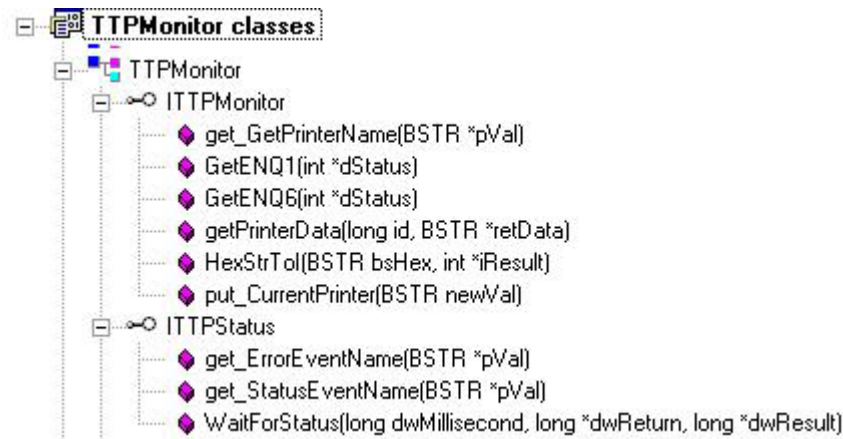 TTPMonitor classes
TTPMonitor
ITTPMonitor
get_GetPrinterName(BSTR *pVal)
GetENQ1(int *dStatus)
GetENQ6(int *dStatus)
getPrinterData(long id, BSTR *retData)
HexStrToI(BSTR bsHex, int *iResult)
put_CurrentPrinter(BSTR newVal)
ITTPStatus
get_ErrorEventName(BSTR *pVal)
get_StatusEventName(BSTR *pVal)
WaitForStatus(long dwMillisecond, long *dwReturn, long *dwResult)